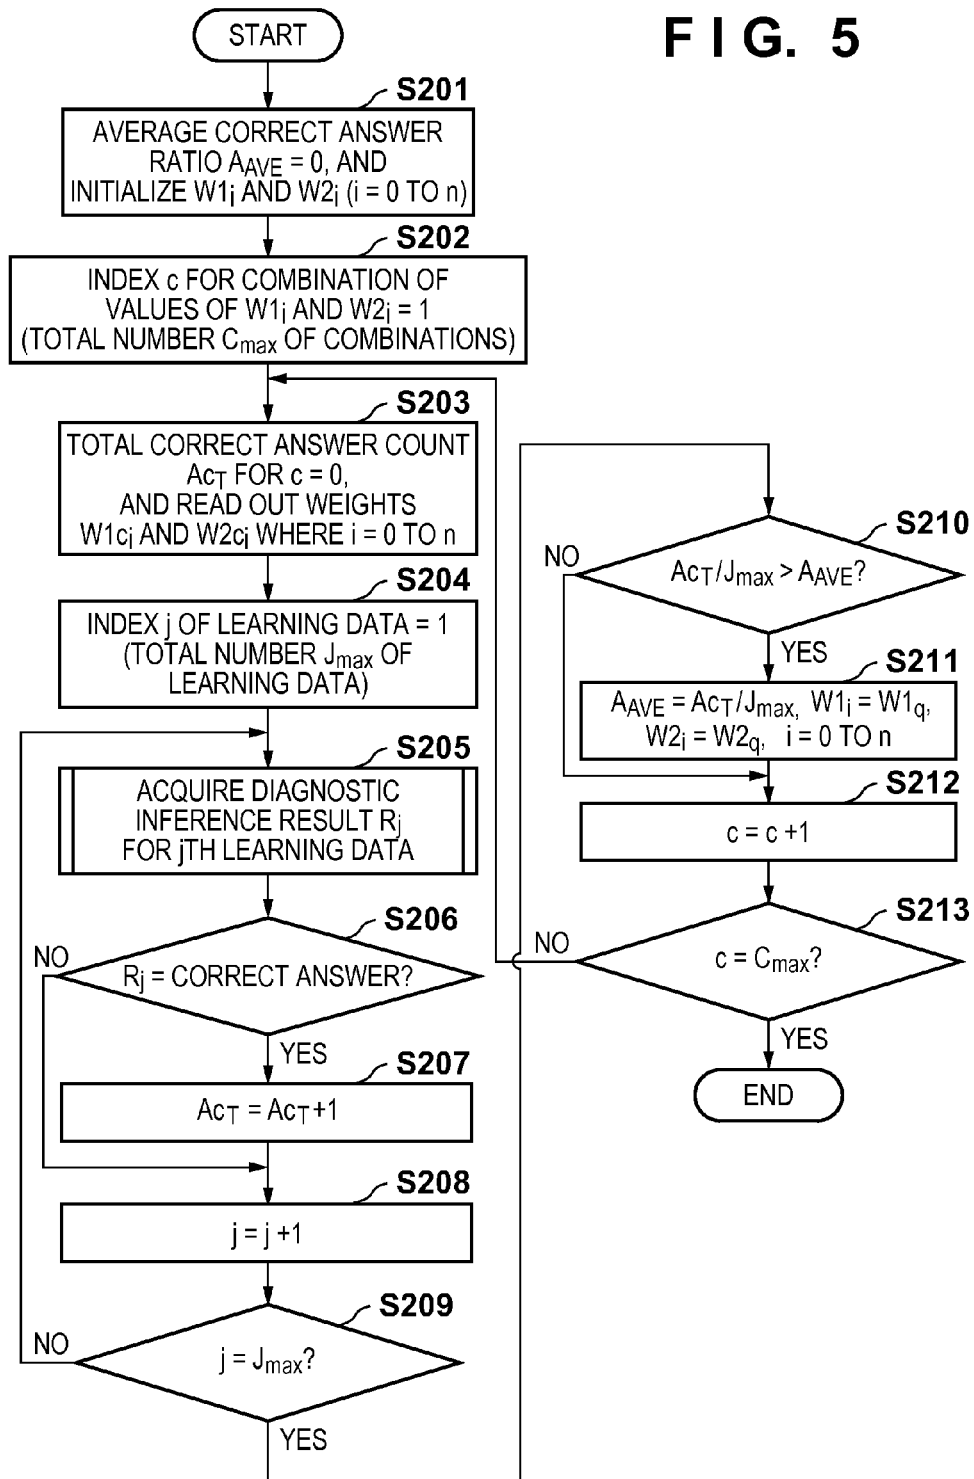 FIG. 5
START
S201
AVERAGE CORRECT ANSWER
RATIO AAVE = 0, AND
INITIALIZE W1i AND W2i (i = 0 TO n)
S202
INDEX c FOR COMBINATION OF
VALUES OF W1i AND W2i = 1
(TOTAL NUMBER Cmax OF COMBINATIONS)
S203
TOTAL CORRECT ANSWER COUNT
AcT FOR c = 0,
AND READ OUT WEIGHTS
W1ci AND W2ci WHERE i = 0 TO n
S204
INDEX j OF LEARNING DATA = 1
(TOTAL NUMBER Jmax OF
LEARNING DATA)
S205
ACQUIRE DIAGNOSTIC
INFERENCE RESULT Rj
FOR jTH LEARNING DATA
S206
NO
Rj = CORRECT ANSWER?
YES
S207
AcT = AcT +1
S208
j = j +1
S209
NO
j = Jmax?
YES
S210
NO
AcT/Jmax > AAVE?
YES
S211
AAVE = AcT/Jmax, W1i = W1q,
W2i = W2q, i = 0 TO n
S212
c = c +1
S213
NO
c = Cmax?
YES
END